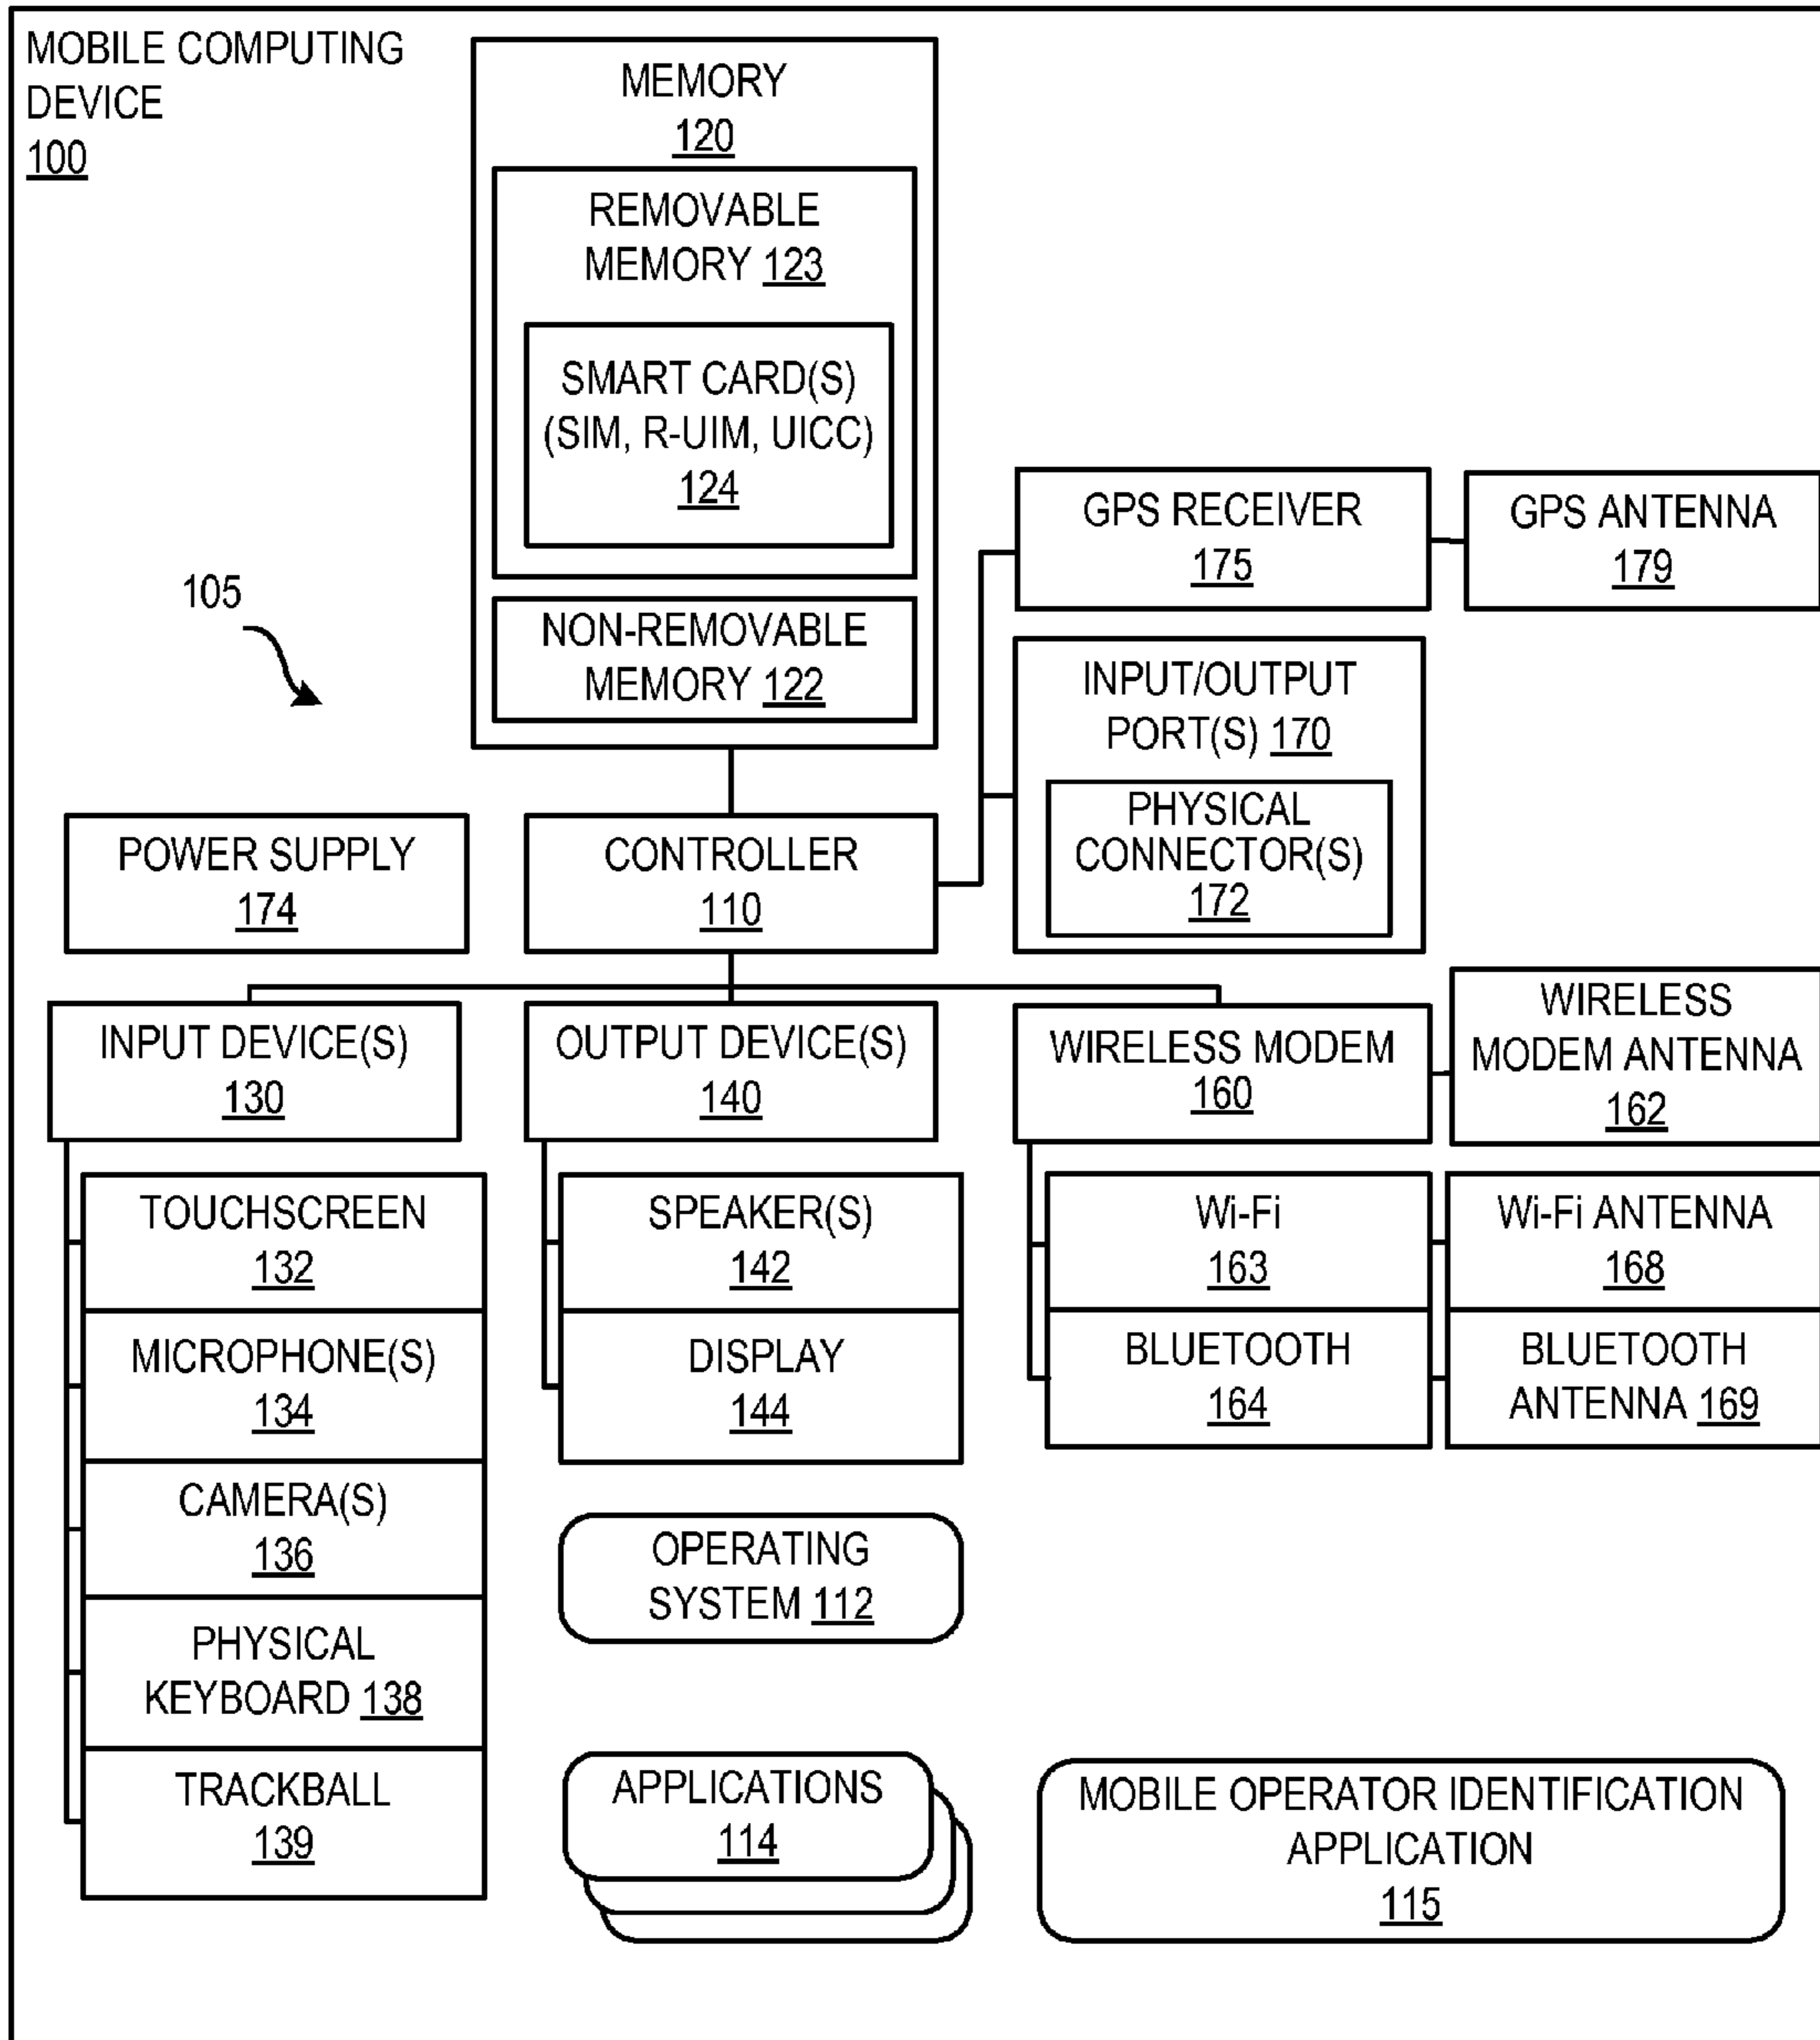 MOBILE COMPUTING
DEVICE
100
MEMORY
120
REMOVABLE
MEMORY 123
SMART CARD(S)
(SIM, R-UIM, UICC)
124
NON-REMOVABLE
MEMORY 122
105
GPS RECEIVER
175
GPS ANTENNA
179
INPUT/OUTPUT
PORT(S) 170
PHYSICAL
CONNECTOR(S)
172
POWER SUPPLY
174
CONTROLLER
110
INPUT DEVICE(S)
130
OUTPUT DEVICE(S)
140
WIRELESS MODEM
160
WIRELESS
MODEM ANTENNA
162
TOUCHSCREEN
132
MICROPHONE(S)
134
CAMERA(S)
136
PHYSICAL
KEYBOARD 138
TRACKBALL
139
SPEAKER(S)
142
DISPLAY
144
Wi-Fi
163
Wi-Fi ANTENNA
168
BLUETOOTH
164
BLUETOOTH
ANTENNA 169
OPERATING
SYSTEM 112
APPLICATIONS
114
MOBILE OPERATOR IDENTIFICATION
APPLICATION
115